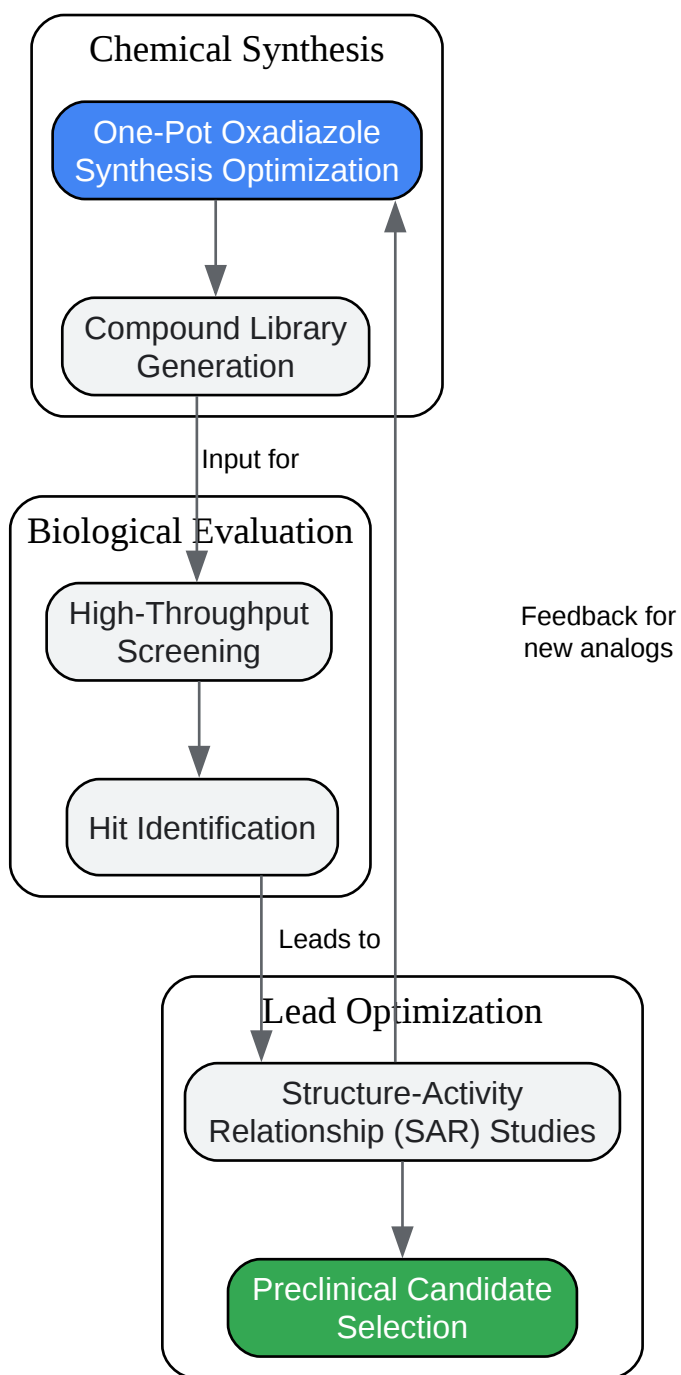 Chemical Synthesis
One-Pot Oxadiazole
Synthesis Optimization
Compound Library
Generation
Input for
Biological Evaluation
High-Throughput
Screening
Feedback for
new analogs
Hit Identification
Leads to
Lead Optimization
Structure-Activity
Relationship (SAR) Studies
Preclinical Candidate
Selection